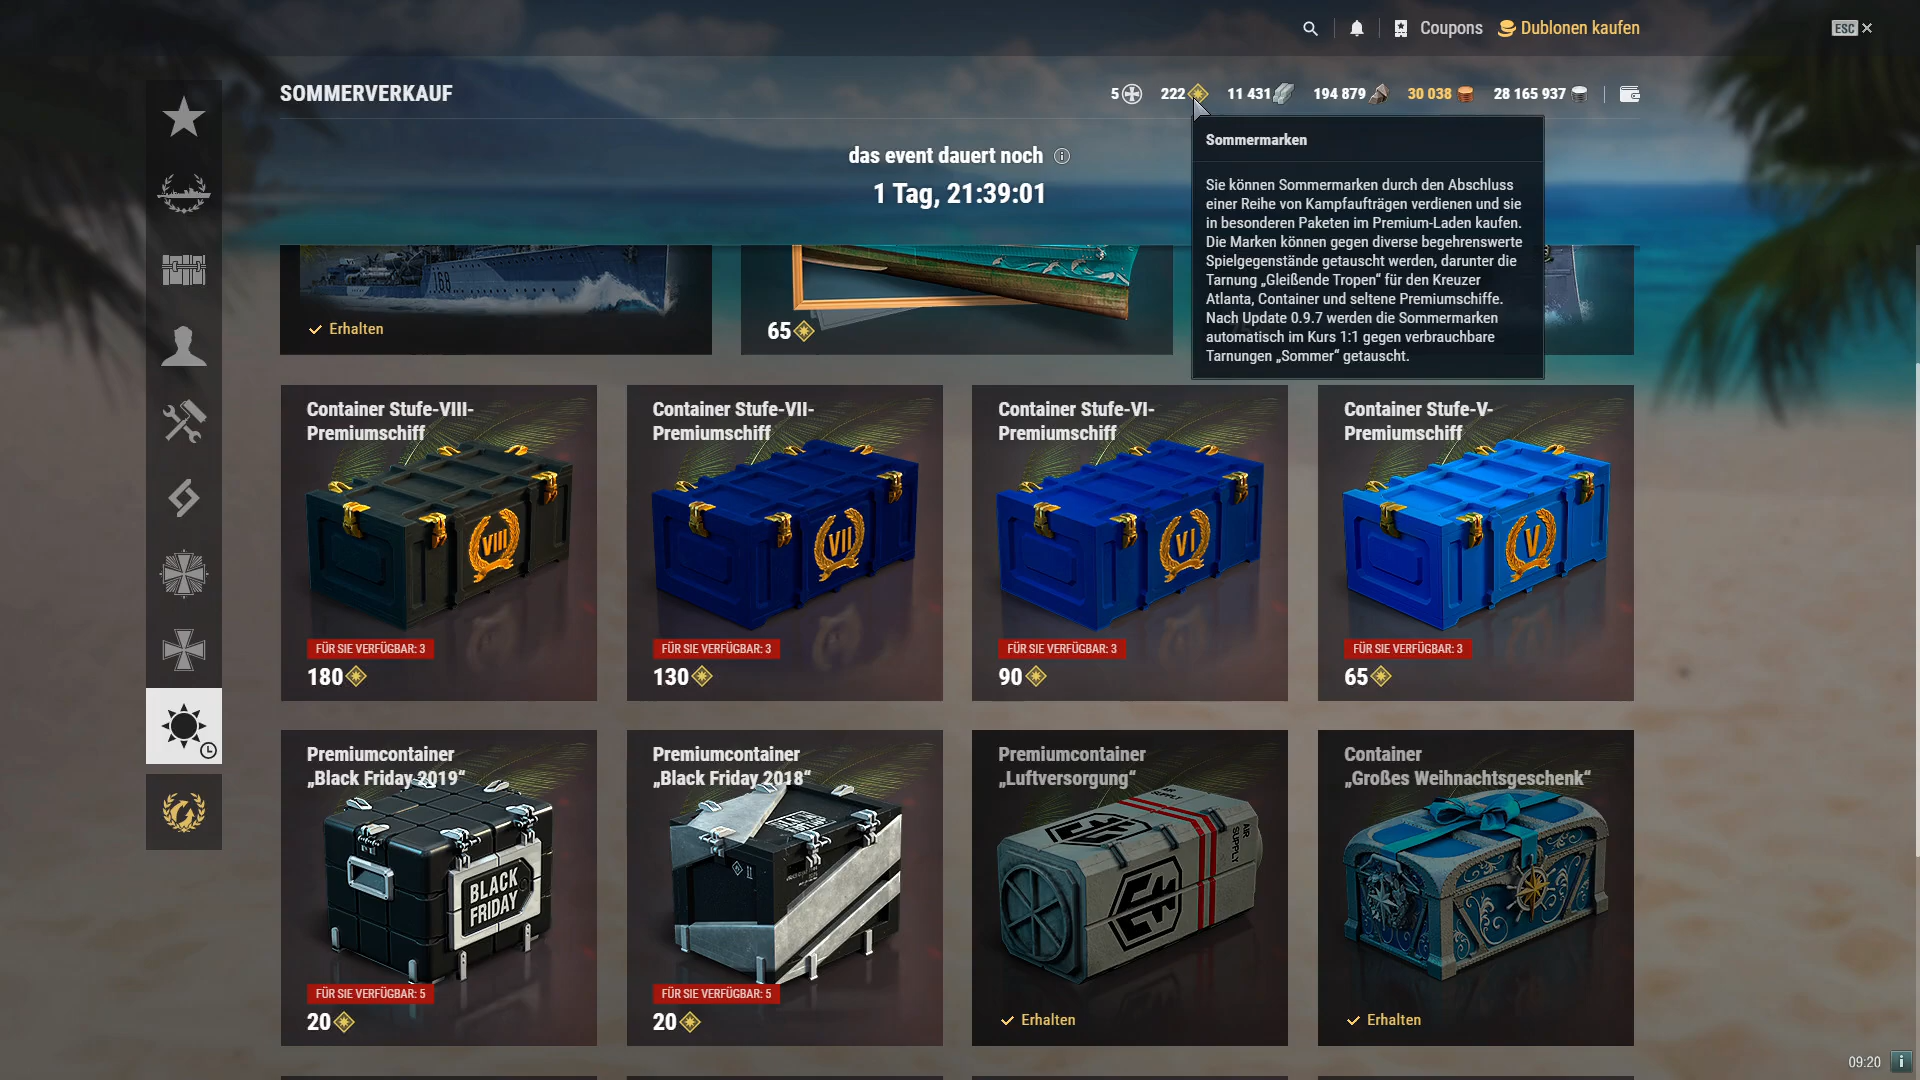 Coupons
Dublonen kaufen
ESC
SOMMERVERKAUF
5
222
11 431
194 879
30 038
28 165 937
das event dauert noch
1 Tag, 21:39:01
Sommermarken
Sie können Sommermarken durch den Abschluss
einer Reihe von Kampfaufträgen verdienen und sie
in besonderen Paketen im Premium-Laden kaufen.
Die Marken können gegen diverse begehrenswerte
Spielgegenstände getauscht werden, darunter die
Tarnung „Gleißende Tropen“ für den Kreuzer
Atlanta, Container und seltene Premiumschiffe.
Nach Update 0.9.7 werden die Sommermarken
automatisch im Kurs 1:1 gegen verbrauchbare
Tarnungen „Sommer“ getauscht.
I68
Erhalten
65
Container Stufe-VIII-
Premiumschiff
VIII
FÜR SIE VERFÜGBAR: 3
180
Container Stufe-VII-
Premiumschiff
VII
FÜR SIE VERFÜGBAR: 3
130
Container Stufe-VI-
Premiumschiff
VI
FÜR SIE VERFÜGBAR: 3
90
Container Stufe-V-
Premiumschiff
V
FÜR SIE VERFÜGBAR: 3
65
Premiumcontainer
„Black Friday 2019“
BLACK
FRIDAY
FÜR SIE VERFÜGBAR: 5
20
Premiumcontainer
„Black Friday 2018“
FÜR SIE VERFÜGBAR: 5
20
Premiumcontainer
„Luftversorgung“
AIR
SUPPLY
AIR
SUPPLY
Erhalten
Container
„Großes Weihnachtsgeschenk“
Erhalten
09:20